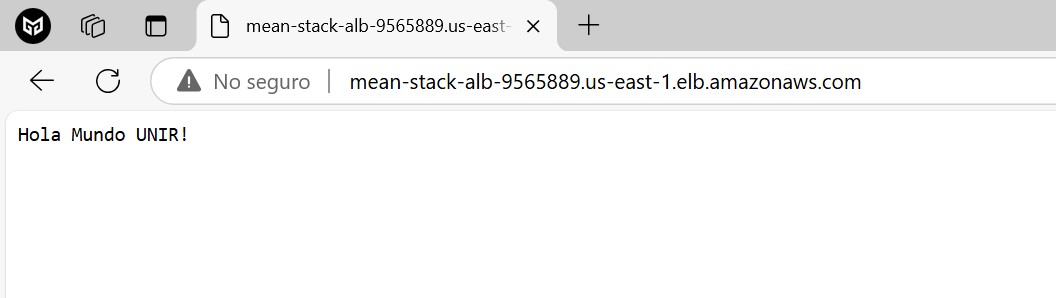 mean-stack-alb-9565889.us-east-
No seguro
mean-stack-alb-9565889.us-east-1.elb.amazonaws.com
Hola Mundo UNIR!